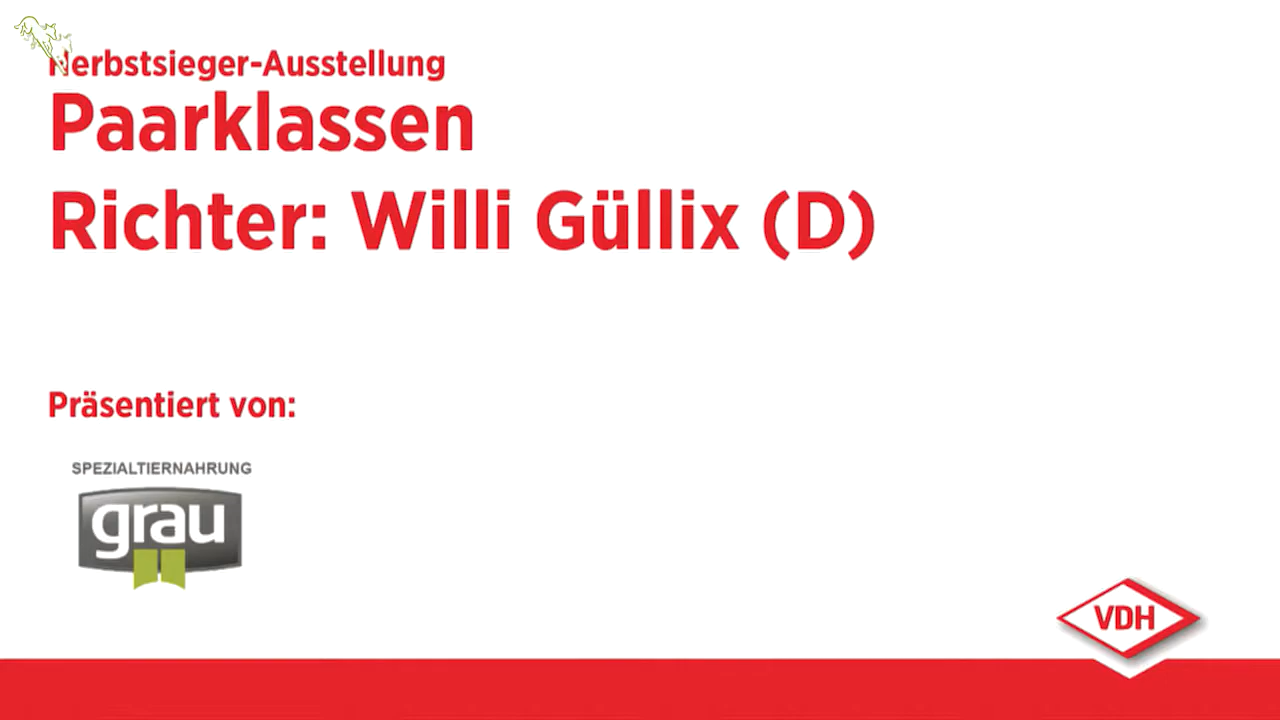 Herbstsieger-Ausstellung
Paarklassen
Richter: Willi Güllix (D)
Präsentiert von:
SPEZIALTIERNAHRUNG
grau
VDH